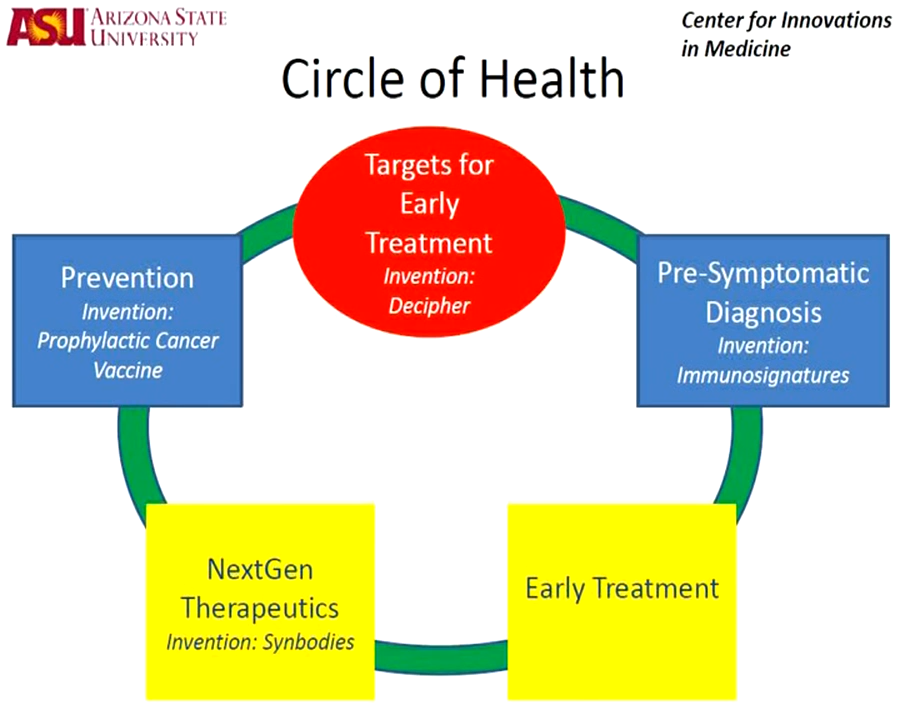 ASU ARIZONA STATE
UNIVERSITY
Center for Innovations
in Medicine
Circle of Health
Targets for
Early
Treatment
Invention:
Decipher
Prevention
Invention:
Prophylactic Cancer
Vaccine
Pre-Symptomatic
Diagnosis
Invention:
Immunosignatures
NextGen
Therapeutics
Invention: Synbodies
Early Treatment